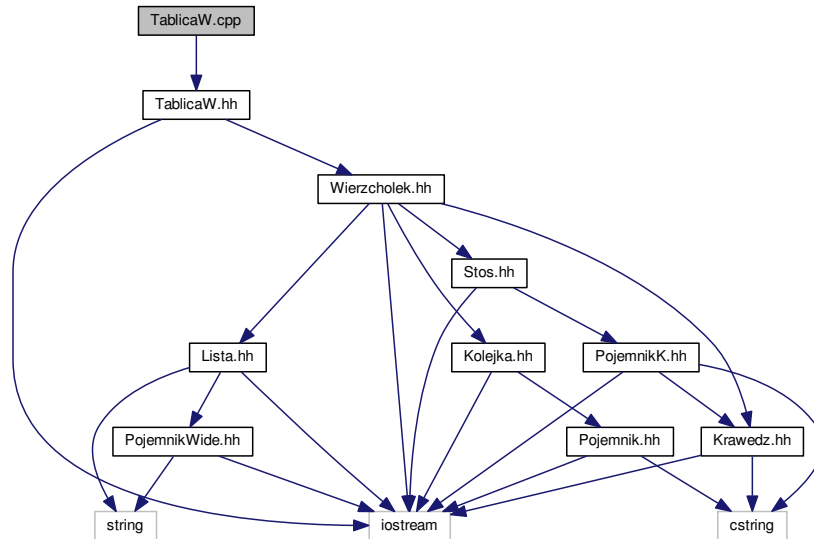 TablicaW.cpp
TablicaW.hh
Wierzcholek.hh
Stos.hh
Lista.hh
Kolejka.hh
PojemnikK.hh
PojemnikWide.hh
Pojemnik.hh
Krawedz.hh
string
iostream
cstring